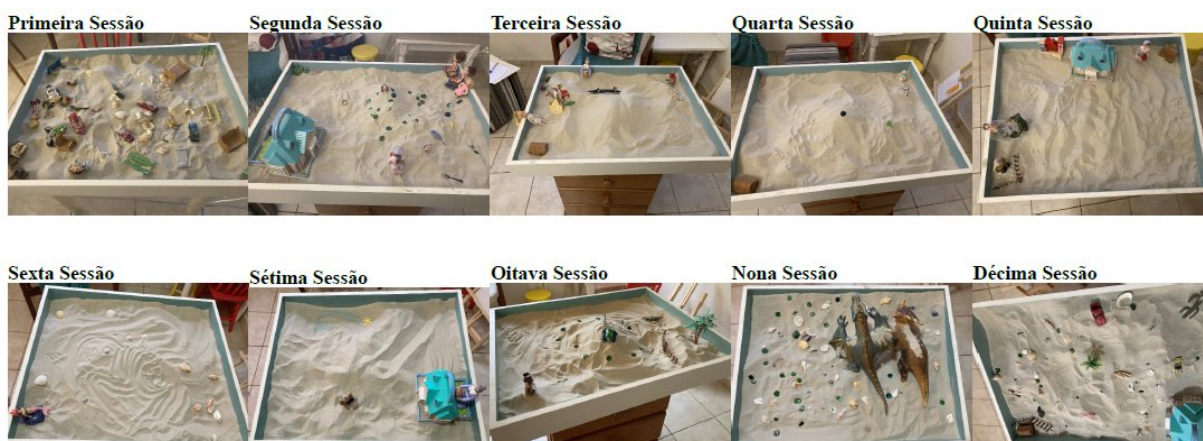 Primeira Sessão
Segunda Sessão
Terceira Sessão
Quarta Sessão
Quinta Sessão
Sexta Sessão
Sétima Sessão
Oitava Sessão
Nona Sessão
Décima Sessão